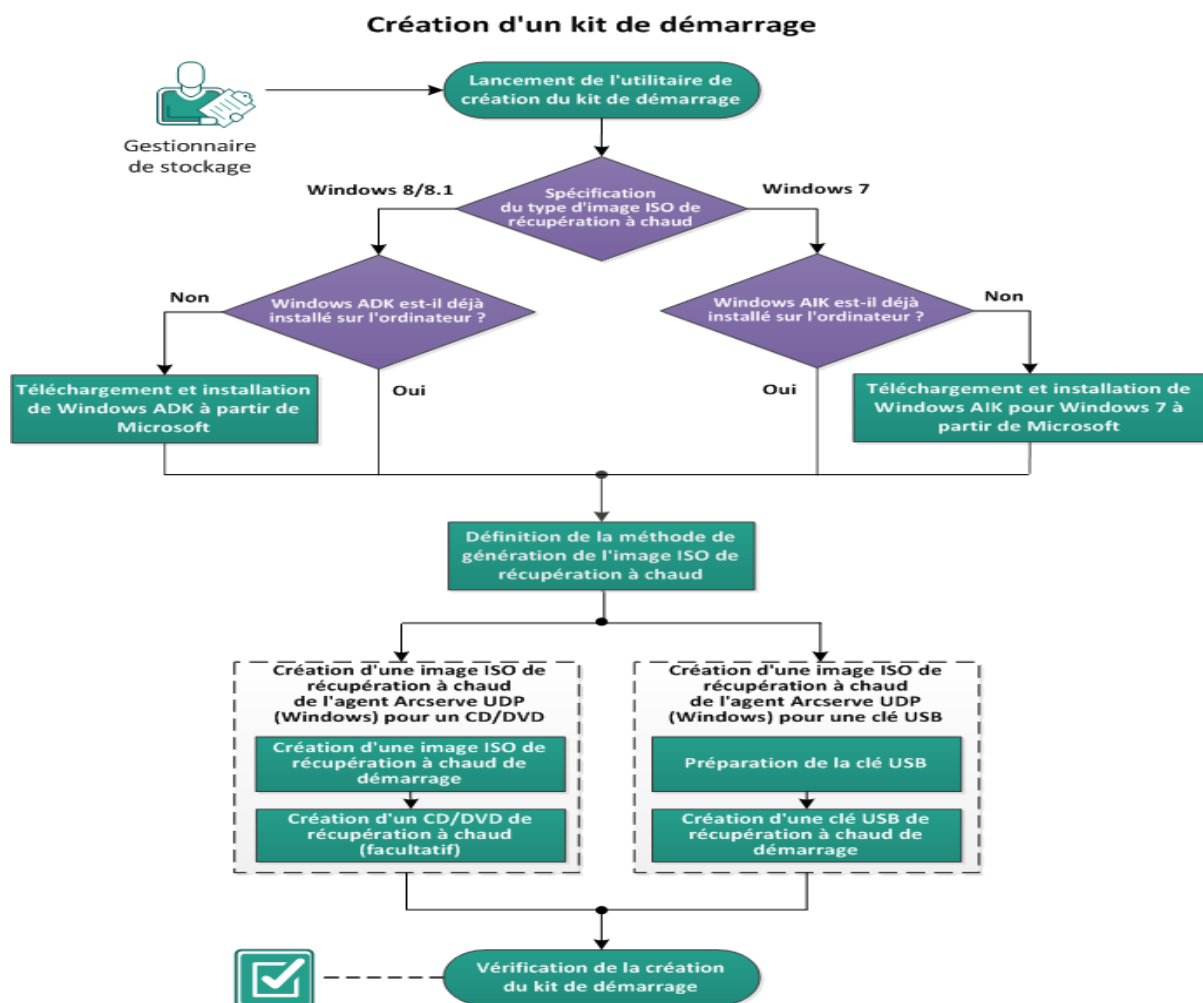 Création d'un kit de démarrage
Lancement de l'utilitaire de
création du kit de démarrage
Gestionnaire
de stockage
Windows 8/8.1
Spécification
du type d'image ISO de
récupération à chaud
Windows 7
Non
Windows ADK est-il déjà
installé sur l'ordinateur ?
Windows AIK est-il déjà
installé sur l'ordinateur ?
Non
Téléchargement et installation
de Windows ADK à partir de
Microsoft
Oui
Oui
Téléchargement et installation de
Windows AIK pour Windows 7 à
partir de Microsoft
Définition de la méthode de
génération de l'image ISO de
récupération à chaud
Création d'une image ISO de
récupération à chaud
de l'agent Arcserve UDP
(Windows) pour un CD/DVD
Création d'une image ISO de
récupération à chaud de
démarrage
Création d'un CD/DVD de
récupération à chaud
(facultatif)
Création d'une image ISO de
récupération à chaud
de l'agent Arcserve UDP
(Windows) pour une clé USB
Préparation de la clé USB
Création d'une clé USB de
récupération à chaud de
démarrage
Vérification de la création
du kit de démarrage